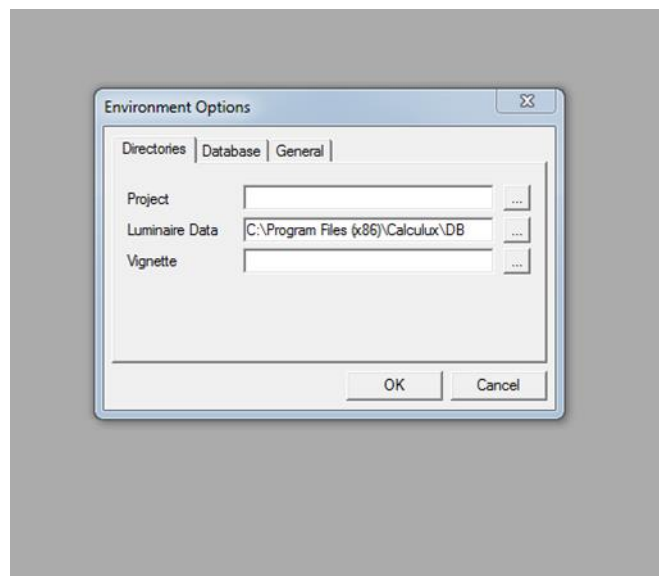 Environment Options
Directories Database General
Project ...
Luminaire Data C:\Program Files (x86)\Calculux\DB ...
Vignette ...
OK Cancel